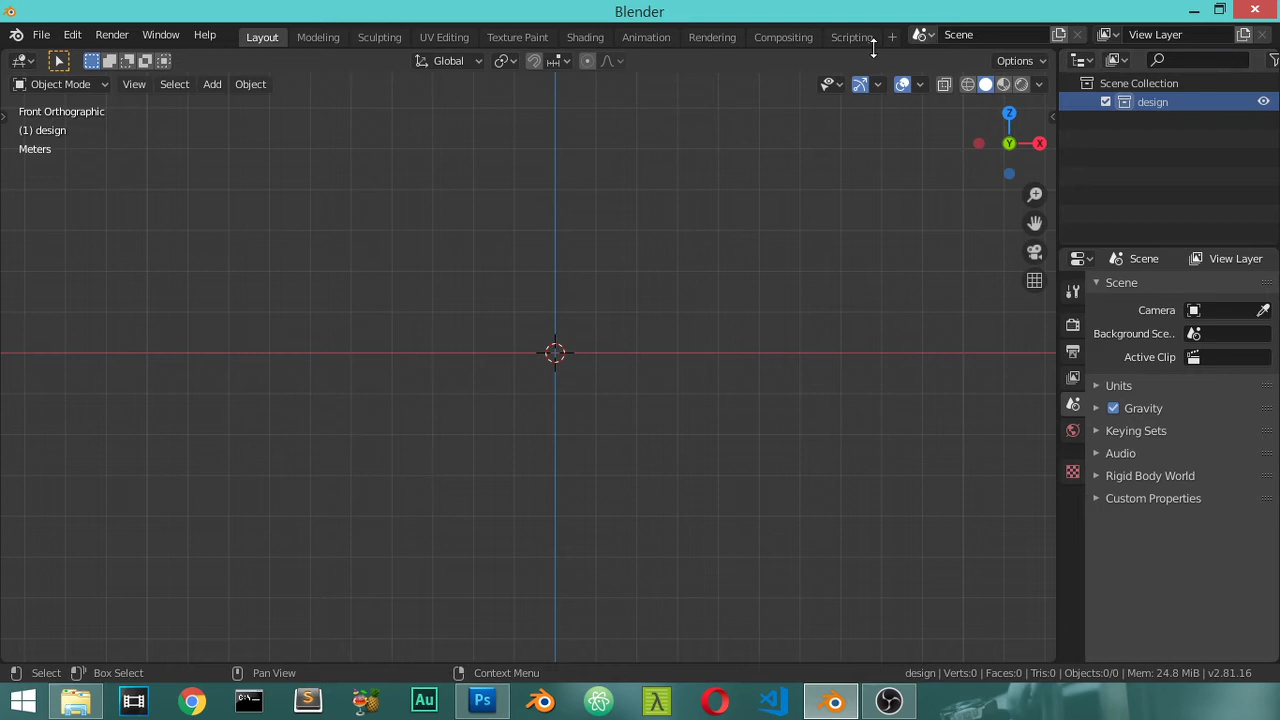 Blender
File Edit Render Window Help Layout Modeling Sculpting UV Editing Texture Paint Shading Animation Rendering Compositing Scripting + Scene View Layer
Global Options
Object Mode View Select Add Object
Front Orthographic
(1) design
Meters
Z
Y X
Scene Collection
design
Scene View Layer
Scene
Camera
Background Sce..
Active Clip
Units
Gravity
Keying Sets
Audio
Rigid Body World
Custom Properties
Select Box Select Pan View Context Menu design | Verts:0 | Faces:0 | Tris:0 | Objects:0/0 | Mem: 24.8 MiB | v2.81.16
S Au Ps λ